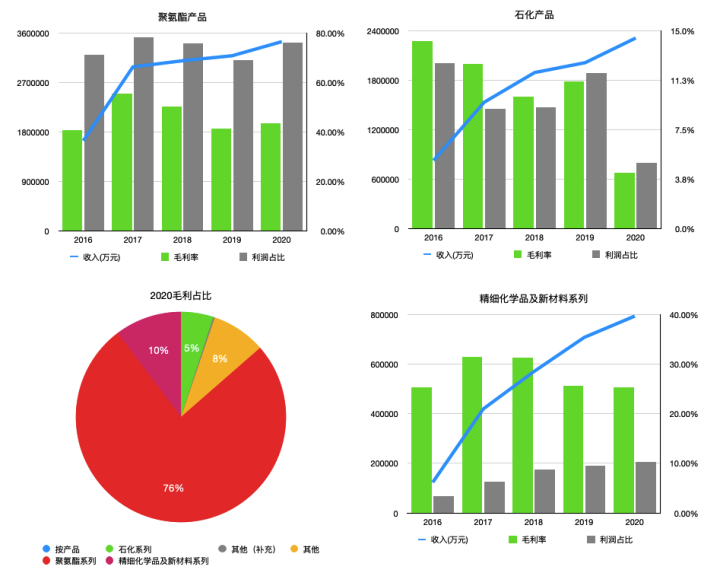 聚氨酯产品
3600000
2700000
1800000
900000
0
80.00%
60.00%
40.00%
20.00%
0.00%
2016 2017 2018 2019 2020
收入(万元) 毛利率 利润占比
石化产品
2400000
1800000
1200000
600000
0
15.0%
11.3%
7.5%
3.8%
0.0%
2016 2017 2018 2019 2020
收入(万元) 毛利率 利润占比
2020毛利占比
10%
5%
8%
76%
按产品 石化系列 其他（补充） 其他
聚氨酯系列 精细化学品及新材料系列
精细化学品及新材料系列
800000
600000
400000
200000
0
40.00%
30.00%
20.00%
10.00%
0.00%
2016 2017 2018 2019 2020
收入(万元) 毛利率 利润占比